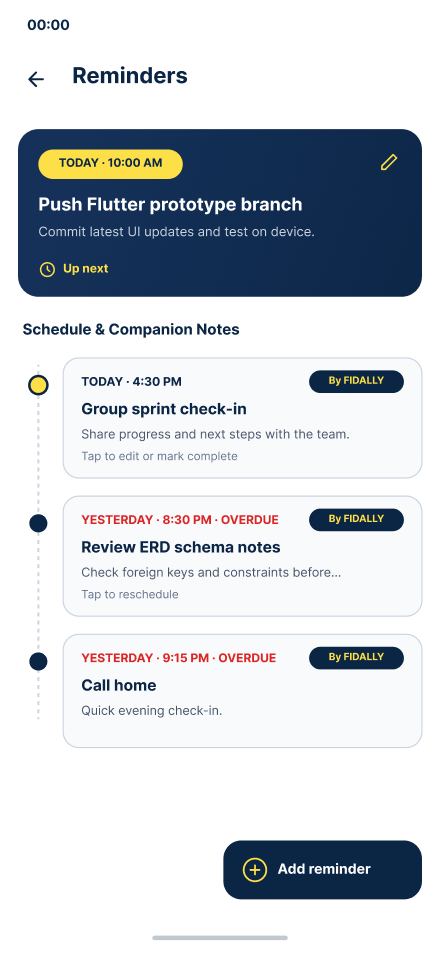 00:00
Reminders
TODAY · 10:00 AM
Push Flutter prototype branch
Commit latest UI updates and test on device.
Up next
Schedule & Companion Notes
TODAY · 4:30 PM
By FIDALLY
Group sprint check-in
Share progress and next steps with the team.
Tap to edit or mark complete
YESTERDAY · 8:30 PM · OVERDUE
By FIDALLY
Review ERD schema notes
Check foreign keys and constraints before...
Tap to reschedule
YESTERDAY · 9:15 PM · OVERDUE
By FIDALLY
Call home
Quick evening check-in.
Add reminder